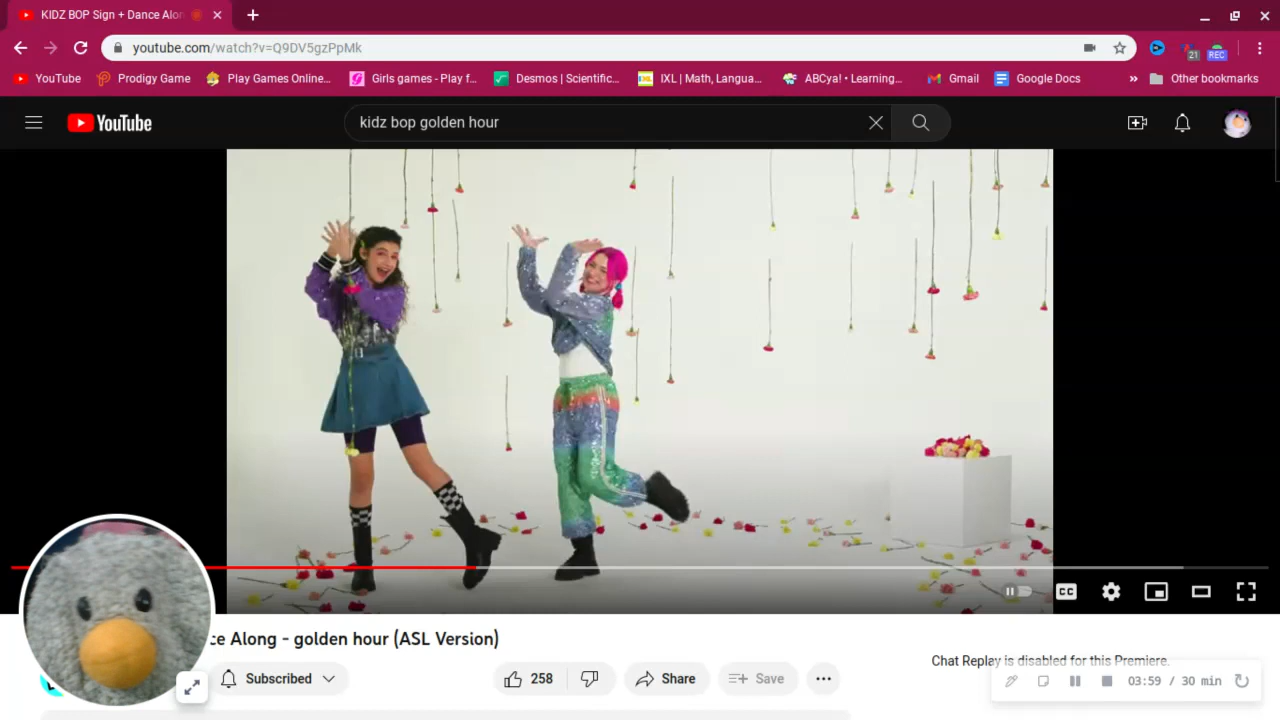 KIDZ BOP Sign + Dance Alon
youtube.com/watch?v=Q9DV5gzPpMk
21
REC
YouTube
Prodigy Game
Play Games Online...
Girls games - Play f...
Desmos | Scientific...
IXL | Math, Langua...
ABCya! • Learning...
Gmail
Google Docs
»
Other bookmarks
YouTube
kidz bop golden hour
CC
ce Along - golden hour (ASL Version)
Subscribed
258
Share
Save
Chat Replay is disabled for this Premiere.
03:59 / 30 min